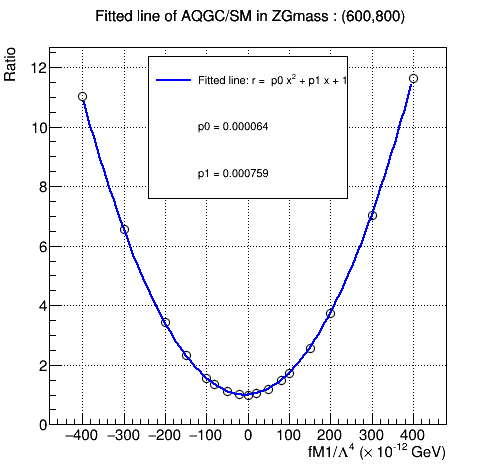 Fitted line of AQGC/SM in ZGmass : (600,800)
Ratio
Fitted line: r = p0 x² + p1 x + 1
p0 = 0.000064
p1 = 0.000759
12
10
8
6
4
2
0
−400 −300 −200 −100 0 100 200 300 400
fM1/Λ⁴ (× 10⁻¹² GeV)